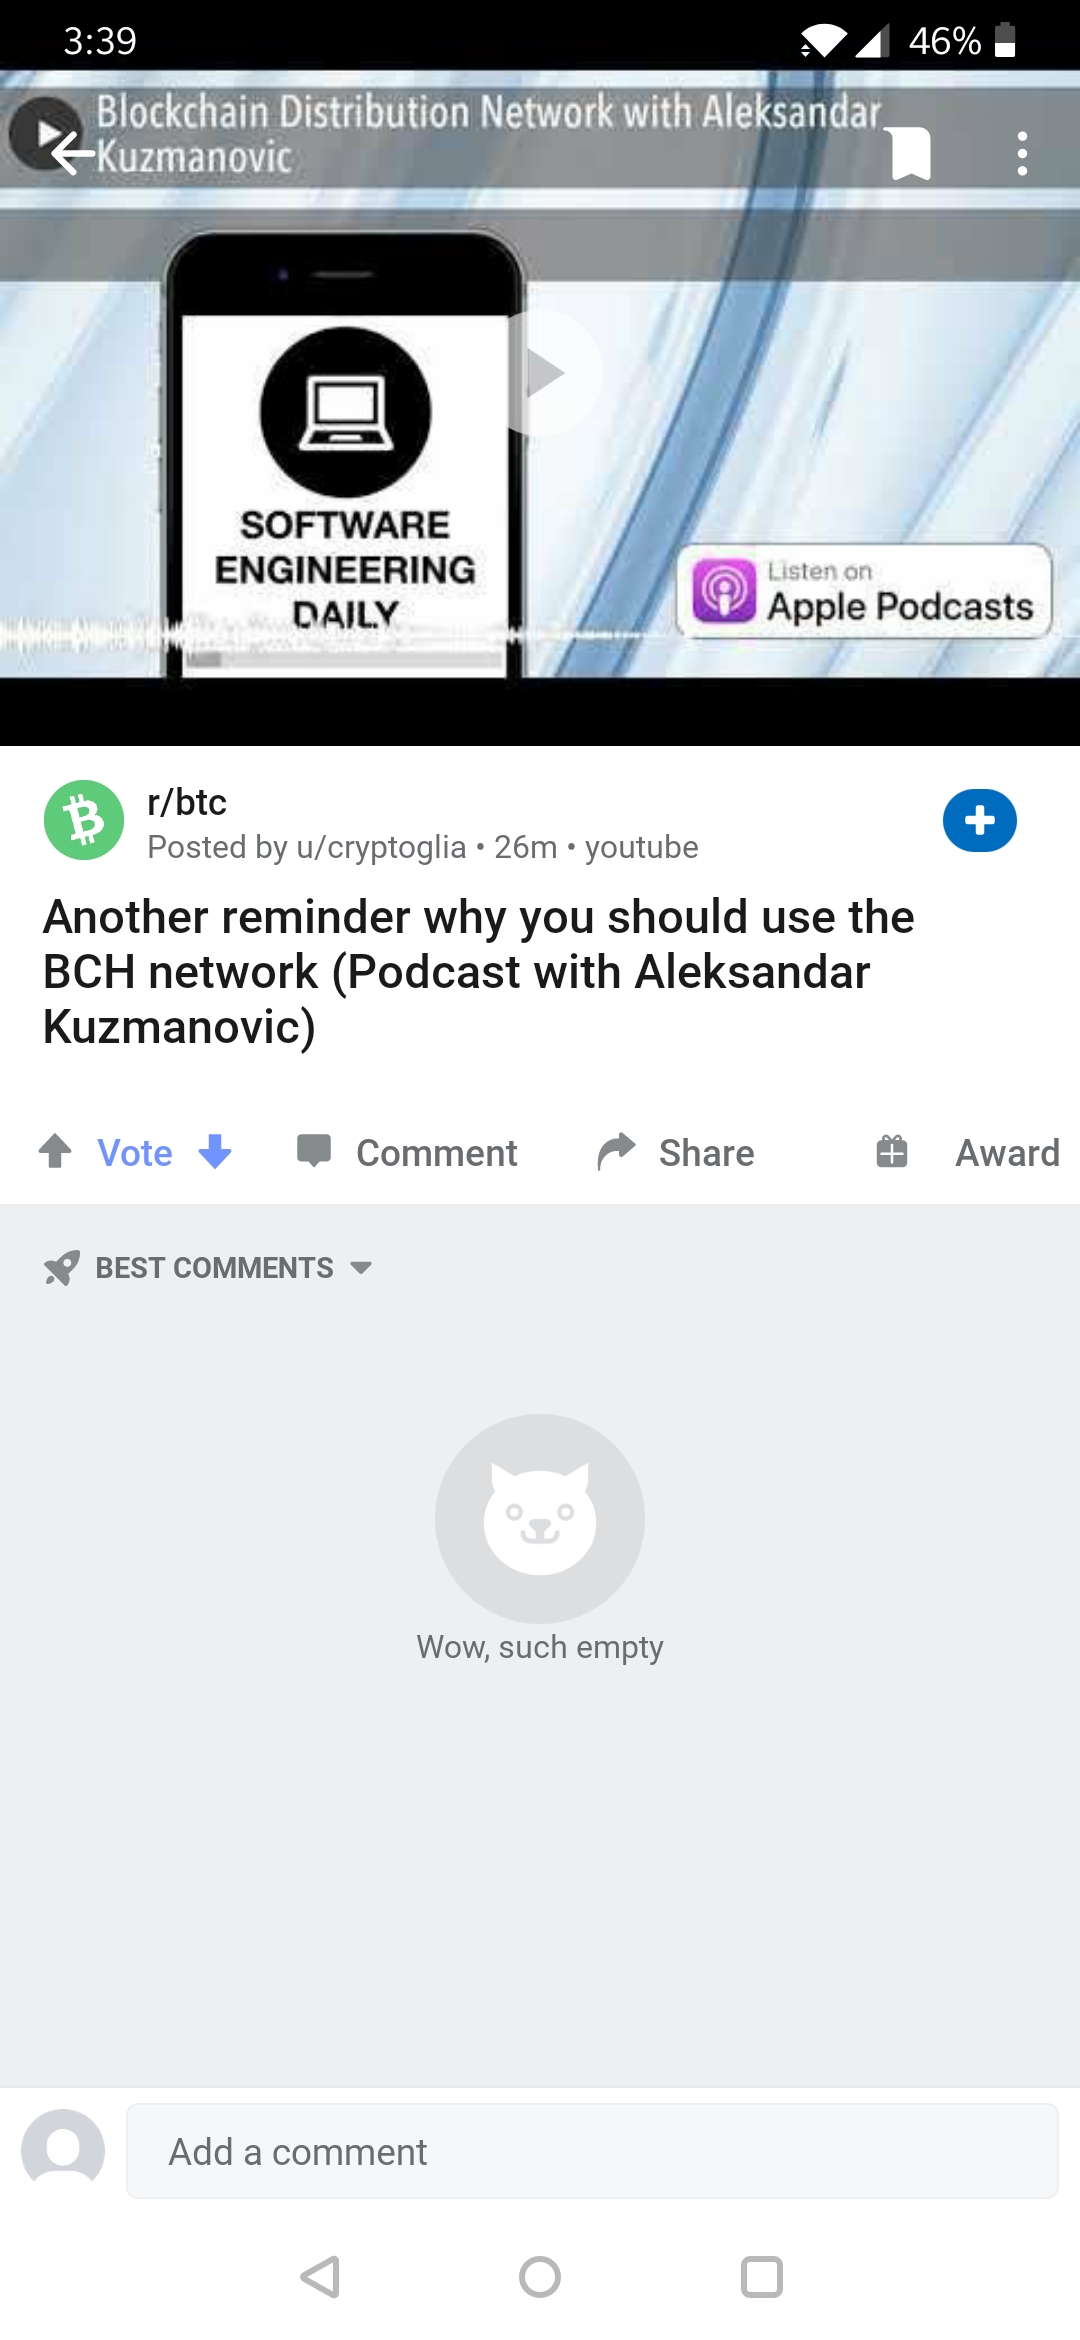 3:39
46%
Blockchain Distribution Network with Aleksandar
Kuzmanovic
SOFTWARE
ENGINEERING
DAILY
Listen on
Apple Podcasts
r/btc
Posted by u/cryptoglia • 26m • youtube
Another reminder why you should use the
BCH network (Podcast with Aleksandar
Kuzmanovic)
Vote
Comment
Share
Award
BEST COMMENTS
Wow, such empty
Add a comment